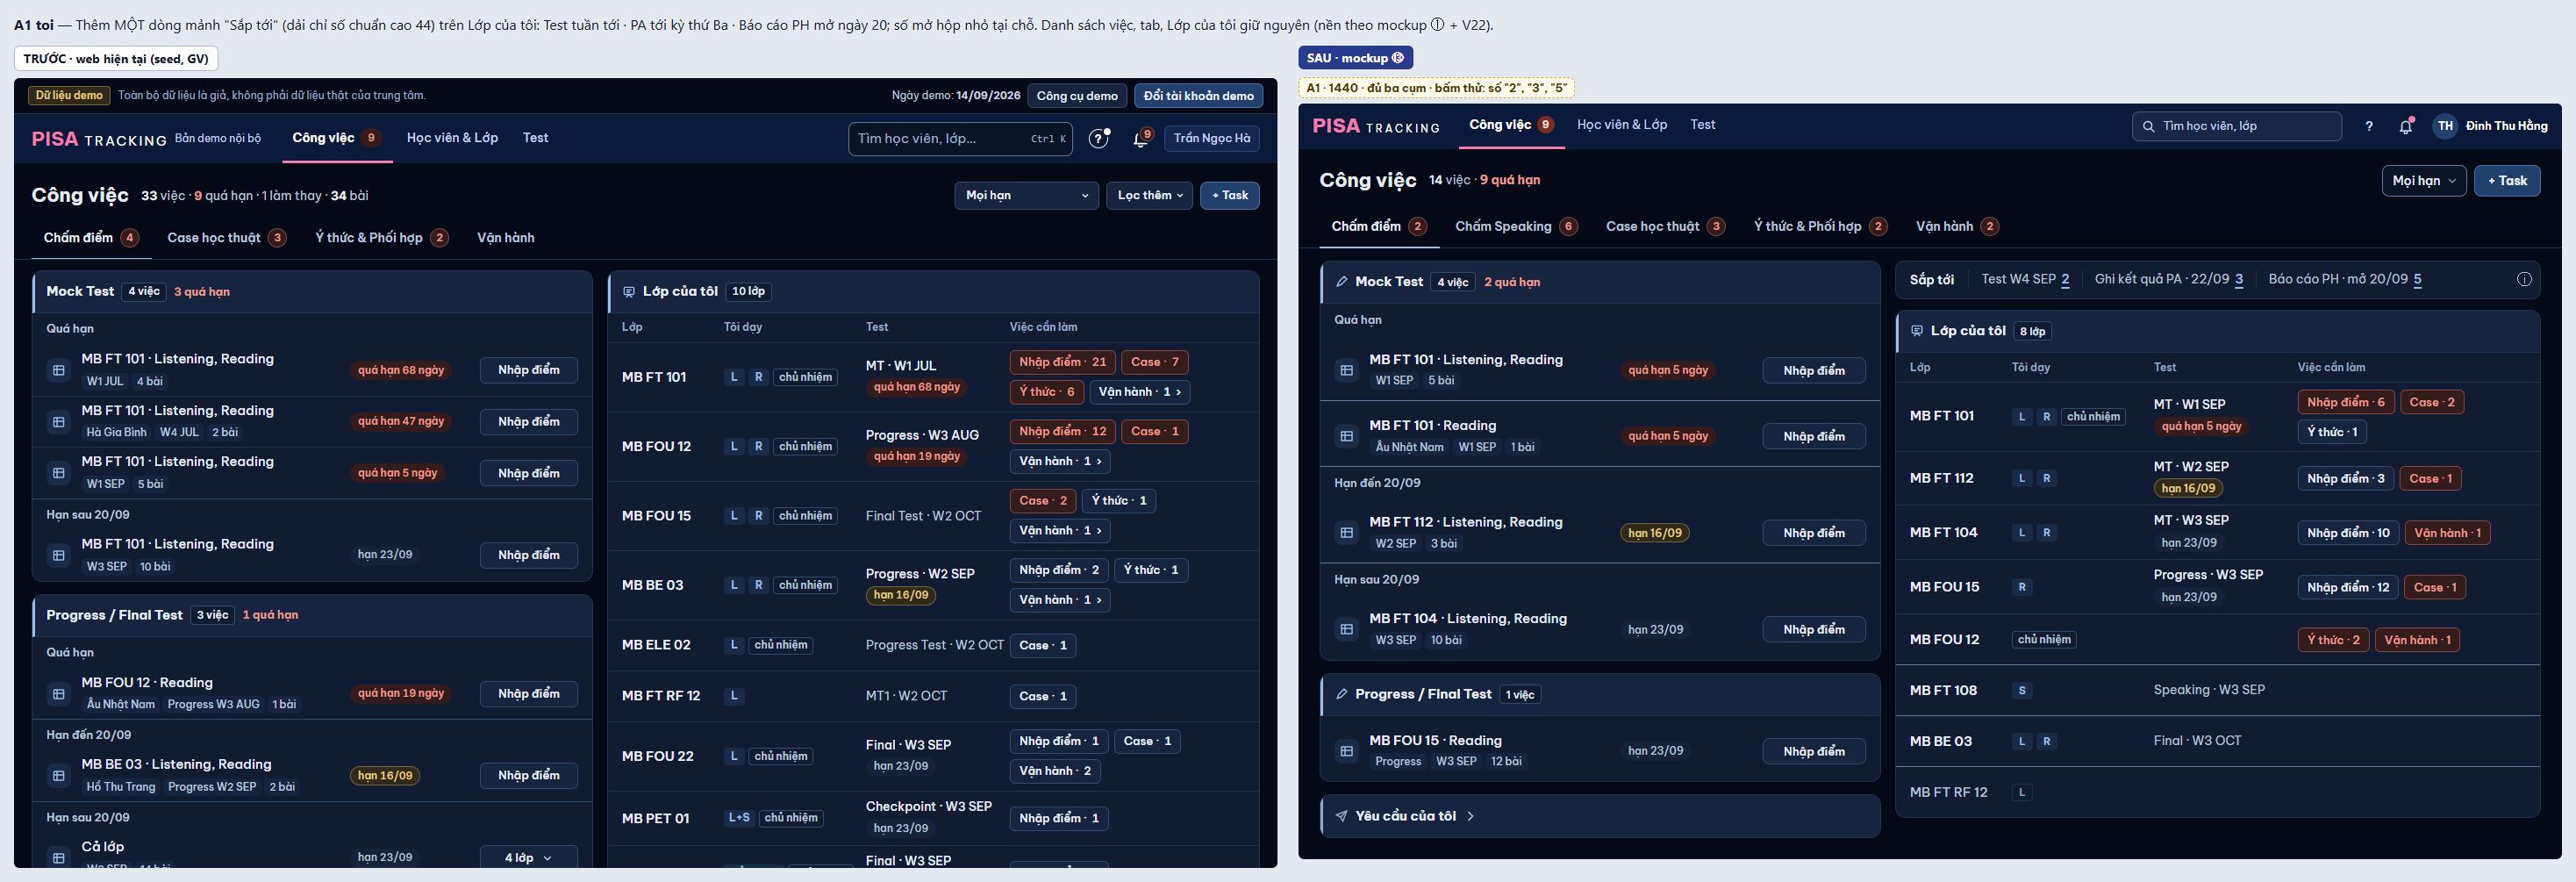 A1 toi — Thêm MỘT dòng mảnh "Sắp tới" (dải chỉ số chuẩn cao 44) trên Lớp của tôi: Test tuần tới · PA tới kỳ thứ Ba · Báo cáo PH mở ngày 20; số mở hộp nhỏ tại chỗ. Danh sách việc, tab, Lớp của tôi giữ nguyên (nền theo mockup ① + V22).
TRƯỚC · web hiện tại (seed, GV)
Dữ liệu demo Toàn bộ dữ liệu là giả, không phải dữ liệu thật của trung tâm.
Ngày demo: 14/09/2026 Công cụ demo Đổi tài khoản demo
PISA TRACKING Bản demo nội bộ Công việc 9 Học viên & Lớp Test
Tìm học viên, lớp... Ctrl K ? 9 Trần Ngọc Hà
Công việc 33 việc · 9 quá hạn · 1 làm thay · 34 bài
Mọi hạn Lọc thêm + Task
Chấm điểm 4 Case học thuật 3 Ý thức & Phối hợp 2 Vận hành
Mock Test 4 việc 3 quá hạn
Quá hạn
MB FT 101 · Listening, Reading
W1 JUL 4 bài
quá hạn 68 ngày Nhập điểm
MB FT 101 · Listening, Reading
Hà Gia Bình W4 JUL 2 bài
quá hạn 47 ngày Nhập điểm
MB FT 101 · Listening, Reading
W1 SEP 5 bài
quá hạn 5 ngày Nhập điểm
Hạn sau 20/09
MB FT 101 · Listening, Reading
W3 SEP 10 bài
hạn 23/09 Nhập điểm
Progress / FInal Test 3 việc 1 quá hạn
Quá hạn
MB FOU 12 · Reading
Âu Nhật Nam Progress W3 AUG 1 bài
quá hạn 19 ngày Nhập điểm
Hạn đến 20/09
MB BE 03 · Listening, Reading
Hồ Thu Trang Progress W2 SEP 2 bài
hạn 16/09 Nhập điểm
Hạn sau 20/09
Cả lớp
hạn 23/09 4 lớp
Lớp của tôi 10 lớp
Lớp Tôi dạy Test Việc cần làm
MB FT 101 L R chủ nhiệm
MT · W1 JUL
quá hạn 68 ngày
Nhập điểm · 21 Case · 7
Ý thức · 6 Vận hành · 1 ›
MB FOU 12 L R chủ nhiệm
Progress · W3 AUG
quá hạn 19 ngày
Nhập điểm · 12 Case · 1
Vận hành · 1 ›
MB FOU 15 L R chủ nhiệm
Final Test · W2 OCT
Case · 2 Ý thức · 1
Vận hành · 1 ›
MB BE 03 L R chủ nhiệm
Progress · W2 SEP
hạn 16/09
Nhập điểm · 2 Ý thức · 1
Vận hành · 1 ›
MB ELE 02 L chủ nhiệm Progress Test · W2 OCT Case · 1
MB FT RF 12 L MT1 · W2 OCT Case · 1
MB FOU 22 L chủ nhiệm
Final · W3 SEP
hạn 23/09
Nhập điểm · 1 Case · 1
Vận hành · 2
MB PET 01 L+S chủ nhiệm
Checkpoint · W3 SEP
hạn 23/09
Nhập điểm · 1
Final · W3 SEP
SAU · mockup
A1 · 1440 · đủ ba cụm · bấm thử: số "2", "3", "5"
PISA TRACKING Công việc 9 Học viên & Lớp Test
Tìm học viên, lớp ? TH Đinh Thu Hằng
Công việc 14 việc · 9 quá hạn
Mọi hạn + Task
Chấm điểm 2 Chấm Speaking 6 Case học thuật 3 Ý thức & Phối hợp 2 Vận hành 2
Mock Test 4 việc 2 quá hạn
Quá hạn
MB FT 101 · Listening, Reading
W1 SEP 5 bài
quá hạn 5 ngày Nhập điểm
MB FT 101 · Reading
Âu Nhật Nam W1 SEP 1 bài
quá hạn 5 ngày Nhập điểm
Hạn đến 20/09
MB FT 112 · Listening, Reading
W2 SEP 3 bài
hạn 16/09 Nhập điểm
Hạn sau 20/09
MB FT 104 · Listening, Reading
W3 SEP 10 bài
hạn 23/09 Nhập điểm
Progress / FInal Test 1 việc
MB FOU 15 · Reading
Progress W3 SEP 12 bài
hạn 23/09 Nhập điểm
Yêu cầu của tôi
Sắp tới Test W4 SEP 2 Ghi kết quả PA · 22/09 3 Báo cáo PH · mở 20/09 5
Lớp của tôi 8 lớp
Lớp Tôi dạy Test Việc cần làm
MB FT 101 L R chủ nhiệm
MT · W1 SEP
quá hạn 5 ngày
Nhập điểm · 6 Case · 2
Ý thức · 1
MB FT 112 L R
MT · W2 SEP
hạn 16/09
Nhập điểm · 3 Case · 1
MB FT 104 L R
MT · W3 SEP
hạn 23/09
Nhập điểm · 10 Vận hành · 1
MB FOU 15 R
Progress · W3 SEP
hạn 23/09
Nhập điểm · 12 Case · 1
MB FOU 12 chủ nhiệm Ý thức · 2 Vận hành · 1
MB FT 108 S Speaking · W3 SEP
MB BE 03 L R Final · W3 OCT
MB FT RF 12 L